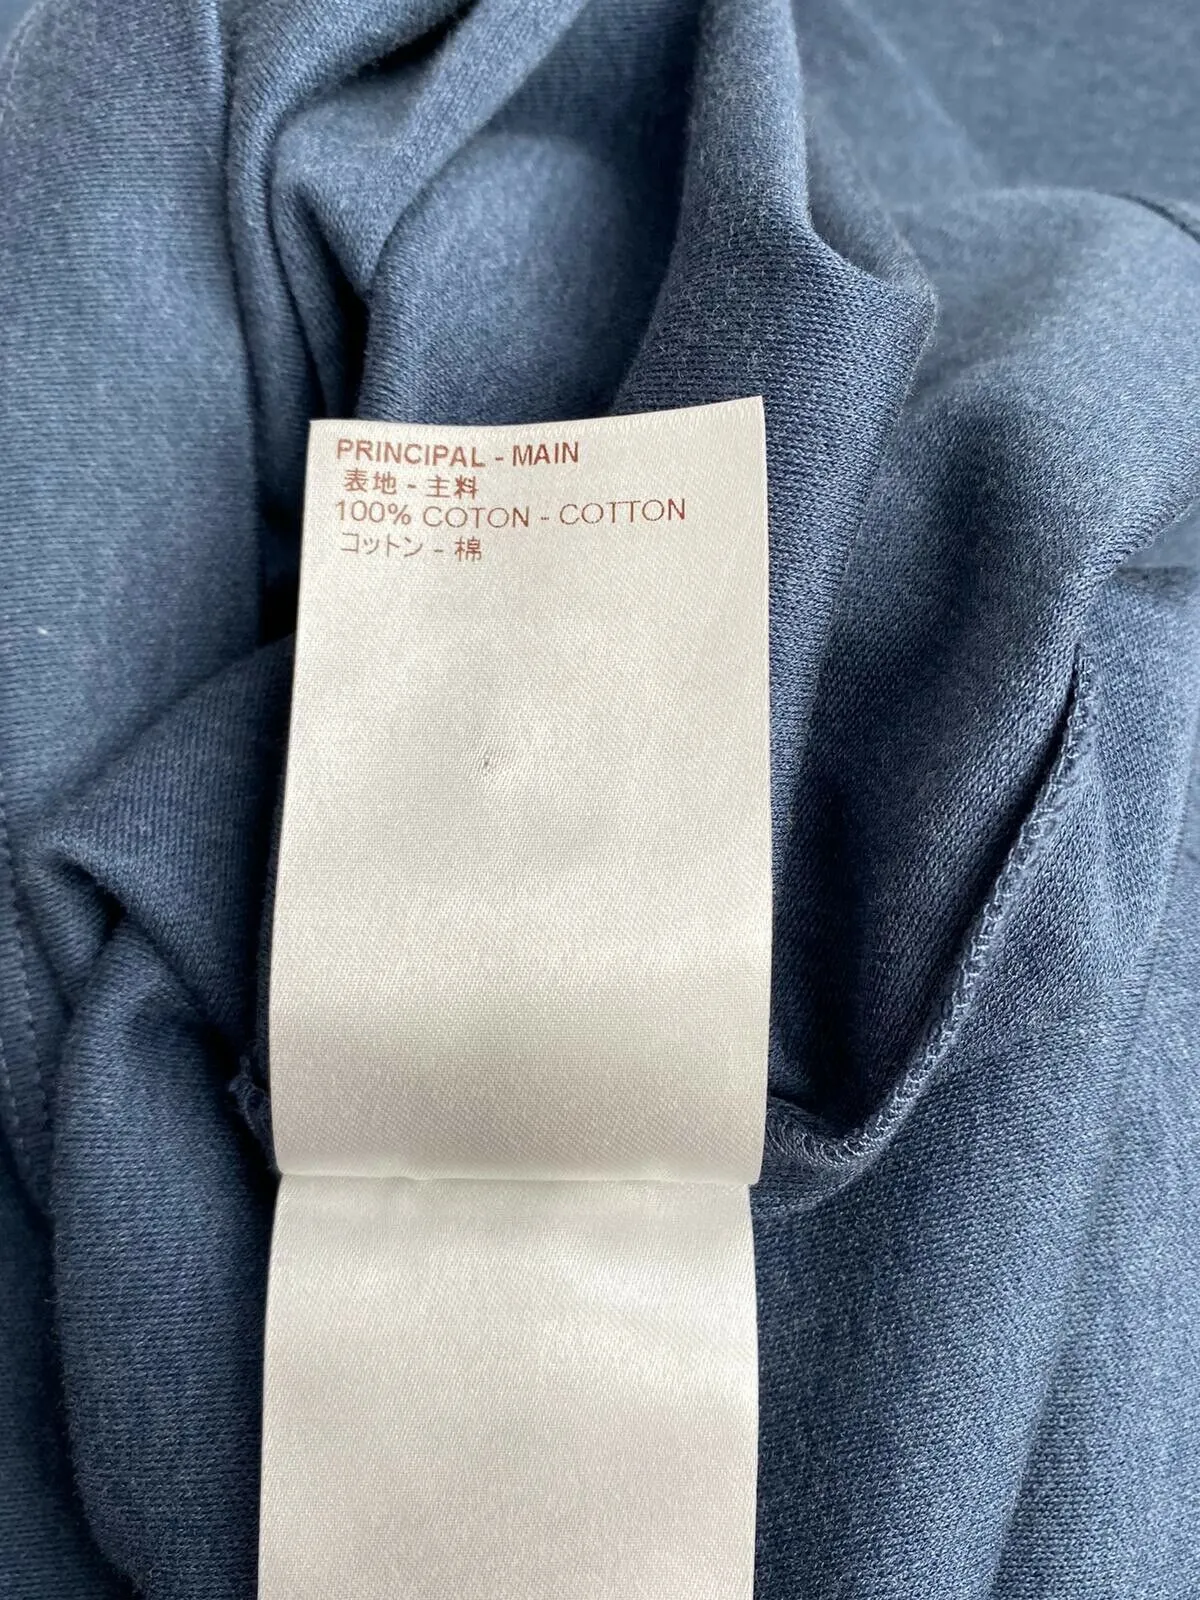 PRINCIPAL - MAIN
表地 - 主料
100% COTON - COTTON
コットン - 棉